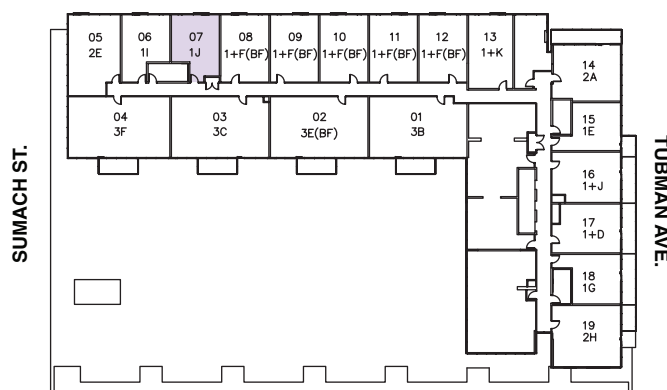 05
2E
06
1I
07
1J
08
1+F(BF)
09
1+F(BF)
10
1+F(BF)
11
1+F(BF)
12
1+F(BF)
13
1+K
14
2A
04
3F
03
3C
02
3E(BF)
01
3B
15
1E
16
1+J
17
1+D
18
1G
19
2H
SUMACH ST.
TUBMAN AVE.